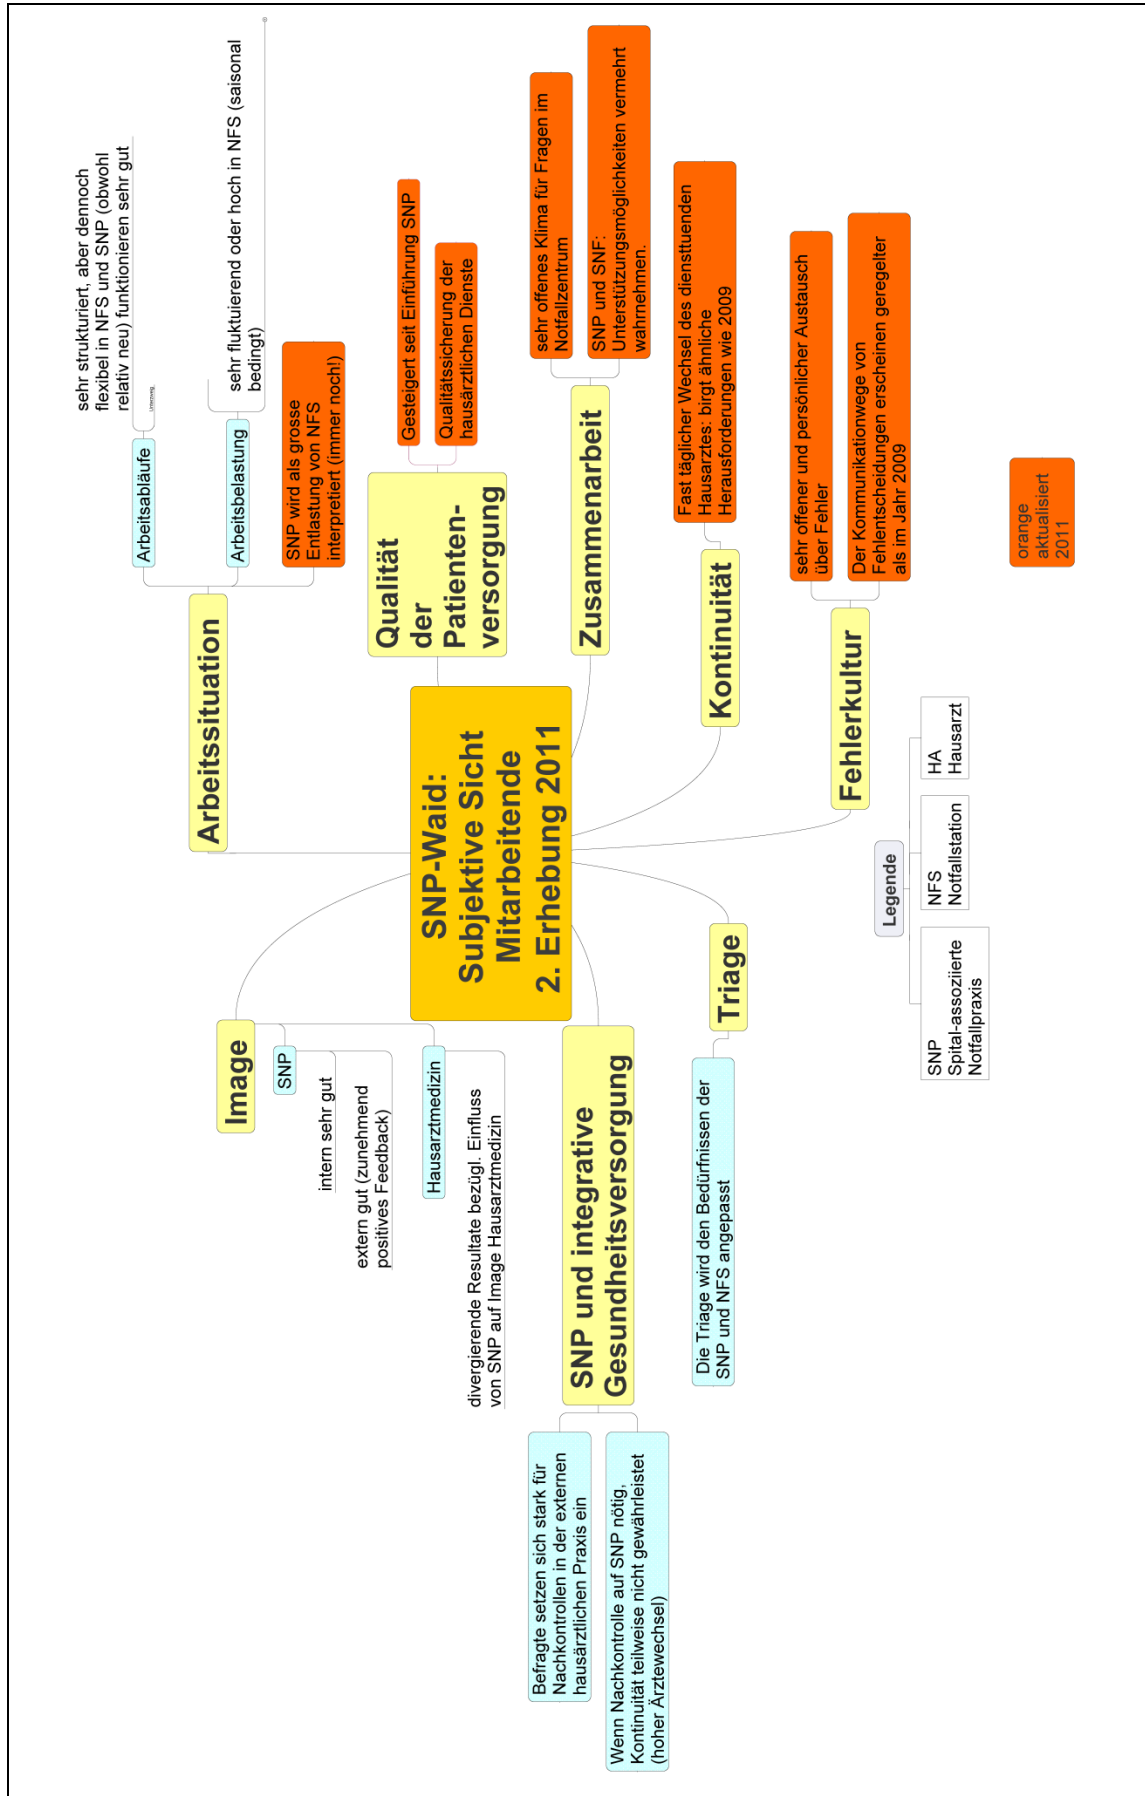 SNP-Waid:
Subjektive Sicht
Mitarbeitende
2. Erhebung 2011
Arbeitssituation
Arbeitsabläufe
sehr strukturiert, aber dennoch
flexibel in NFS und SNP (obwohl
relativ neu) funktionieren sehr gut
Unterzweig
Arbeitsbelastung
sehr fluktuierend oder hoch in NFS (saisonal
bedingt)
SNP wird als grosse
Entlastung von NFS
interpretiert (immer noch!)
Qualität
der
Patienten-
versorgung
Gesteigert seit Einführung SNP
Qualitätssicherung der
hausärztlichen Dienste
Zusammenarbeit
sehr offenes Klima für Fragen im
Notfallzentrum
SNP und SNF:
Unterstützungsmöglichkeiten vermehrt
wahrnehmen.
Kontinuität
Fast täglicher Wechsel des diensttuenden
Hausarztes: birgt ähnliche
Herausforderungen wie 2009
Fehlerkultur
sehr offener und persönlicher Austausch
über Fehler
Der Kommunikationwege von
Fehlentscheidungen erscheinen geregelter
als im Jahr 2009
Image
SNP
intern sehr gut
extern gut (zunehmend
positives Feedback)
Hausarztmedizin
divergierende Resultate bezügl. Einfluss
von SNP auf Image Hausarztmedizin
SNP und integrative
Gesundheitsversorgung
Befragte setzen sich stark für
Nachkontrollen in der externen
hausärztlichen Praxis ein
Wenn Nachkontrolle auf SNP nötig,
Kontinuität teilweise nicht gewährleistet
(hoher Ärztewechsel)
Triage
Die Triage wird den Bedürfnissen der
SNP und NFS angepasst
Legende
SNP
Spital-assoziierte
Notfallpraxis
NFS
Notfallstation
HA
Hausarzt
orange
aktualisiert
2011